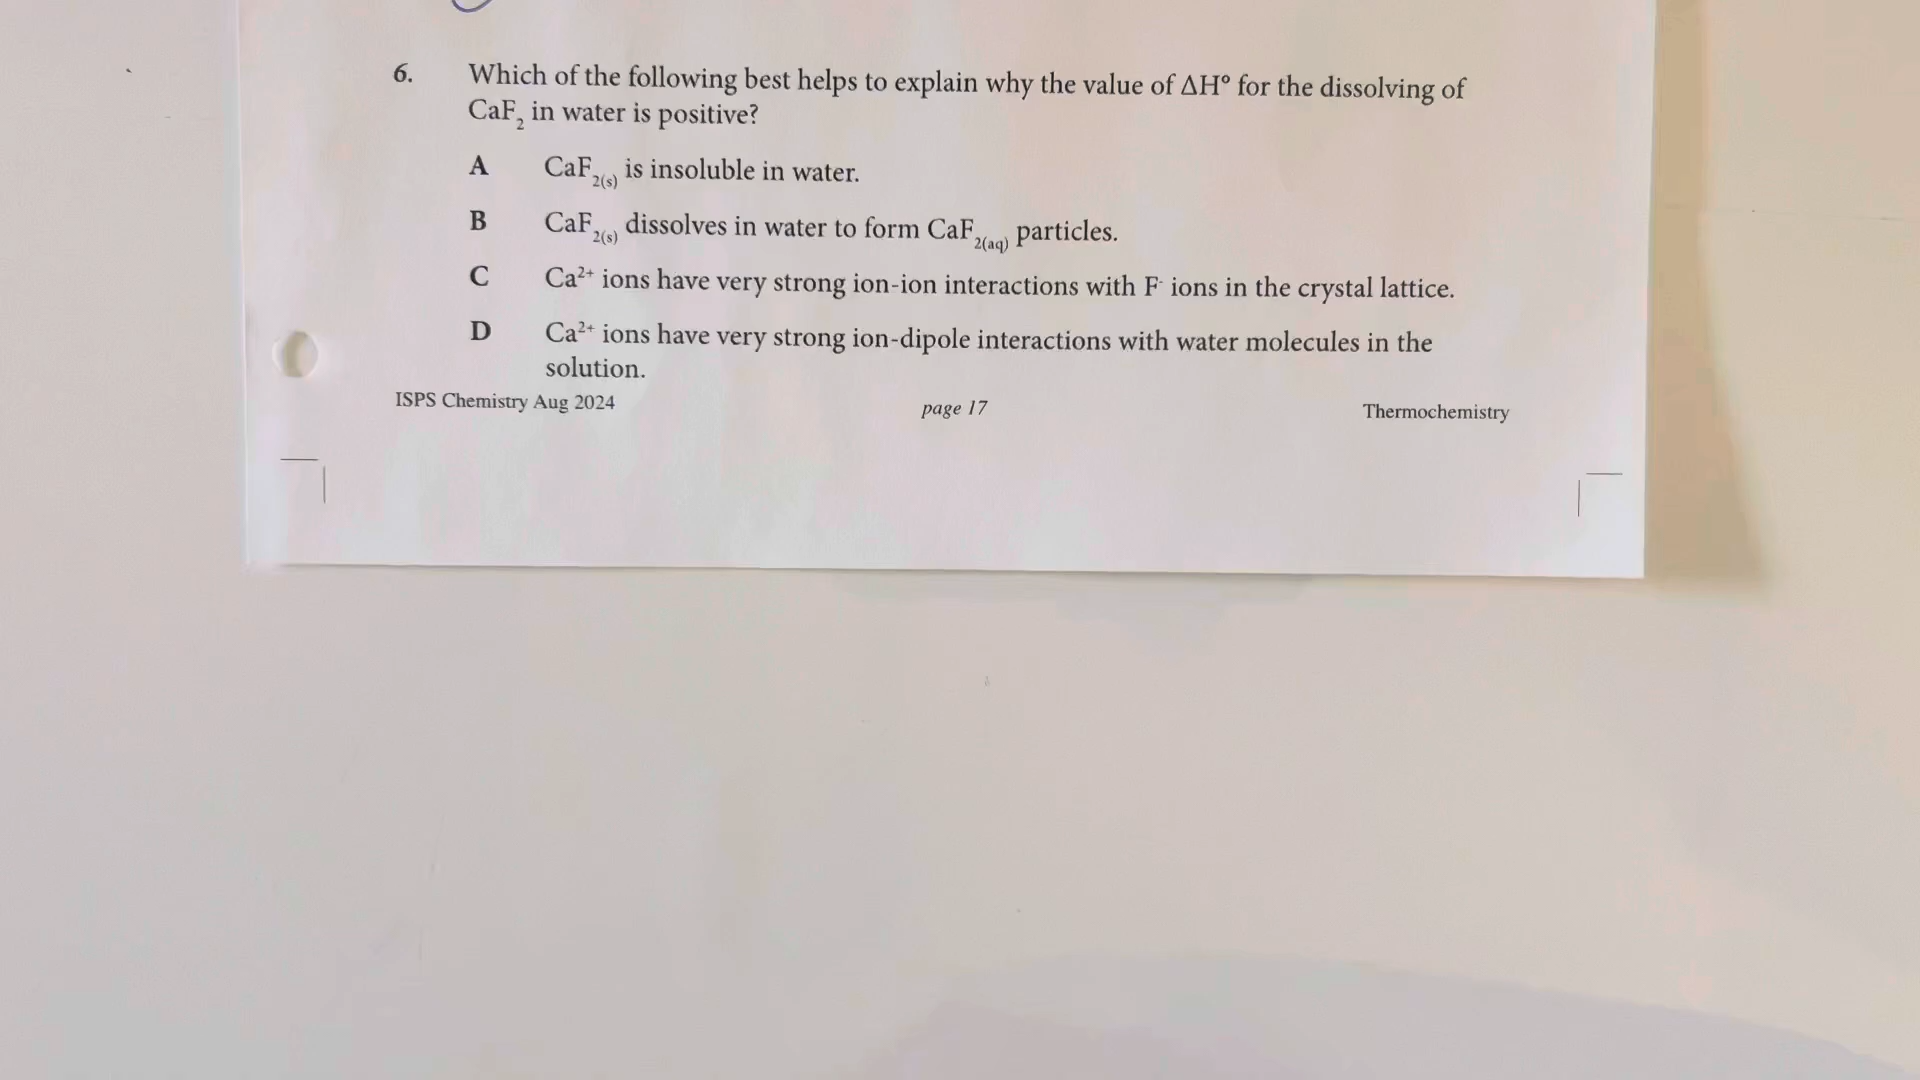 6. Which of the following best helps to explain why the value of ΔH° for the dissolving of
CaF₂ in water is positive?
A CaF₂₍ₛ₎ is insoluble in water.
B CaF₂₍ₛ₎ dissolves in water to form CaF₂₍aq₎ particles.
C Ca²⁺ ions have very strong ion-ion interactions with F⁻ ions in the crystal lattice.
D Ca²⁺ ions have very strong ion-dipole interactions with water molecules in the
solution.
ISPS Chemistry Aug 2024 page 17 Thermochemistry